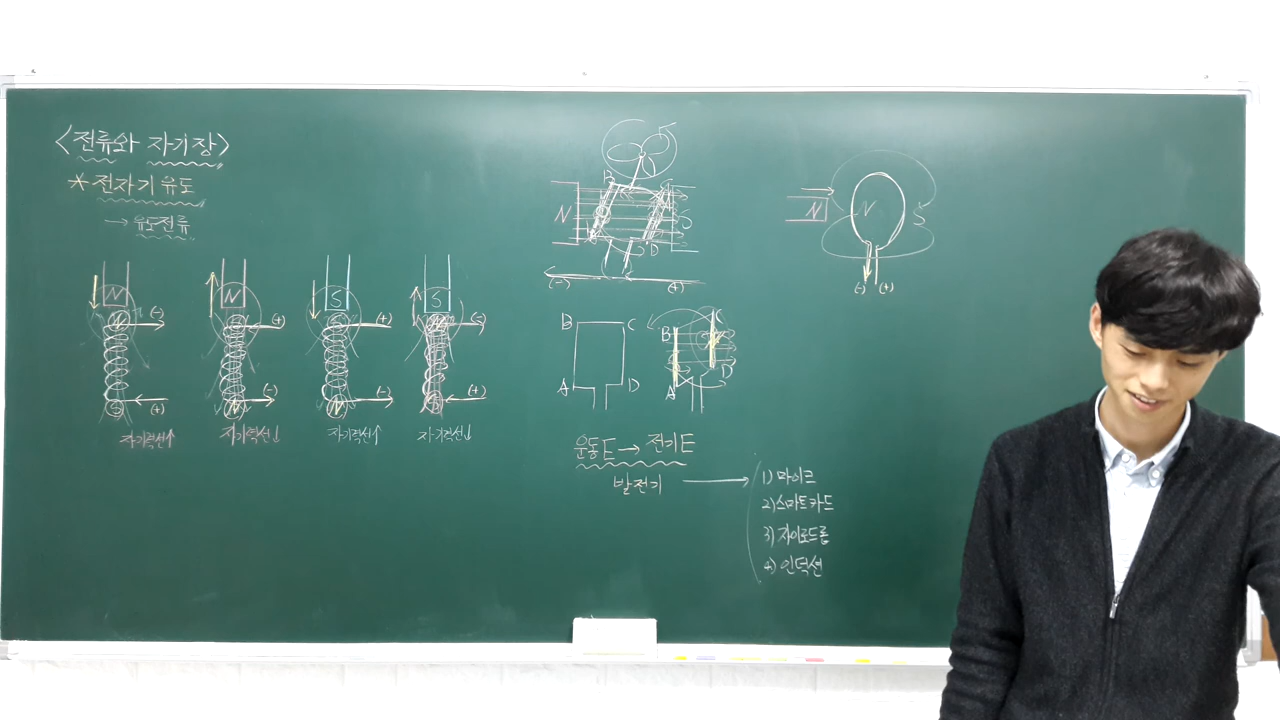 <전류와 자기장>
* 전자기 유도
→ 유도전류
N
N
S
S
(-)
(+)
(+)
(-)
N
S
(+)
N
(-)
N
(-)
N
(+)
자기력선↑
자기력선↓
자기력선↑
자기력선↓
B
C
N
A
S
D
(-)
(+)
B
C
A
D
B
C
A
D
운동E → 전기E
발전기 →
1) 마이크
2) 스마트카드
3) 자이로드롭
4) 인덕션
N
N
S
(-)
(+)